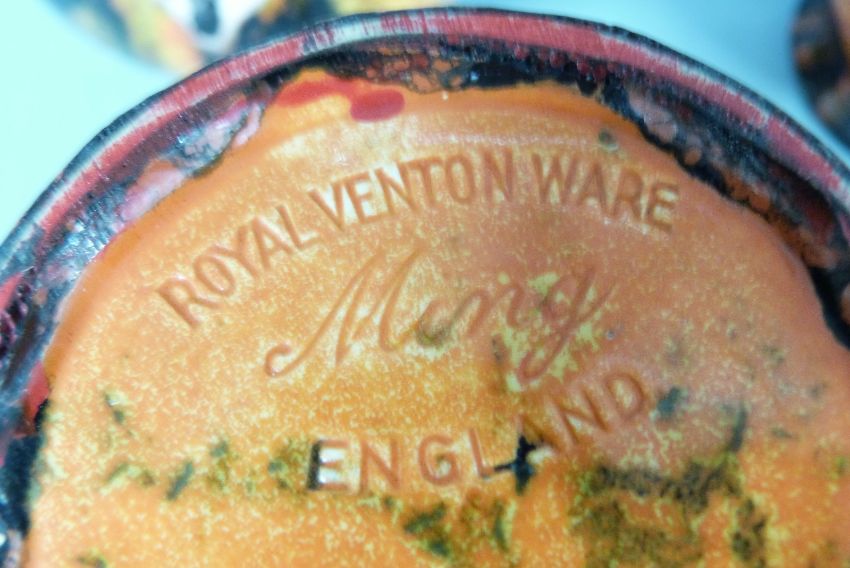 ROYAL VENTON WARE
Ming
ENGLAND